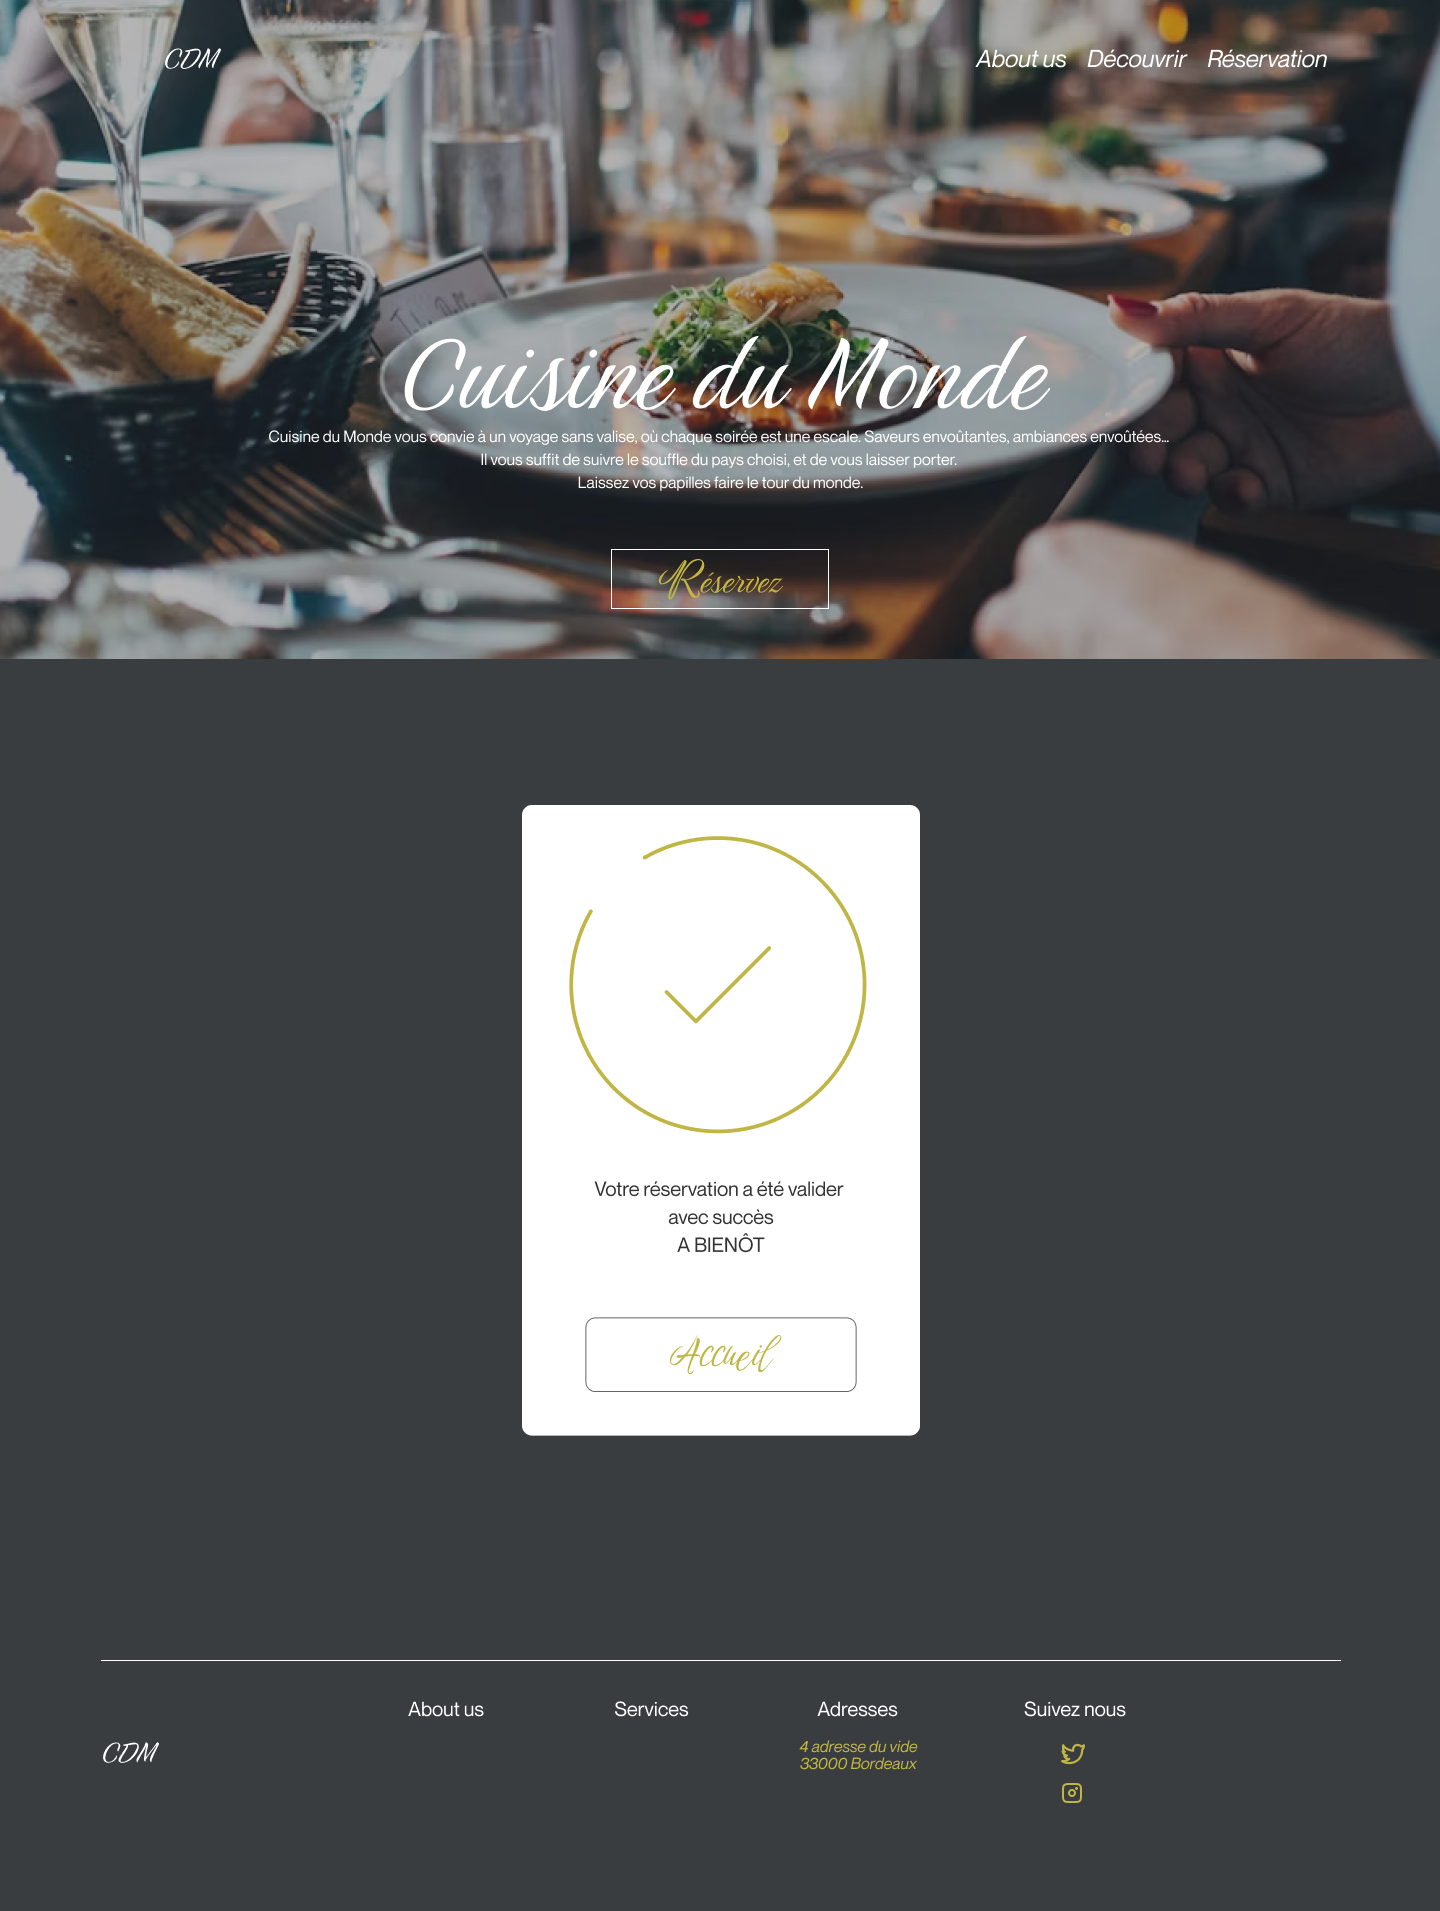 CDM
About us Découvrir Réservation
Cuisine du Monde
Cuisine du Monde vous convie à un voyage sans valise, où chaque soirée est une escale. Saveurs envoûtantes, ambiances envoûtées...
Il vous suffit de suivre le souffle du pays choisi, et de vous laisser porter.
Laissez vos papilles faire le tour du monde.
Réservez
Votre réservation a été valider
avec succès
A BIENÔT
Accueil
About us
Services
Adresses
Suivez nous
CDM
4 adresse du vide
33000 Bordeaux